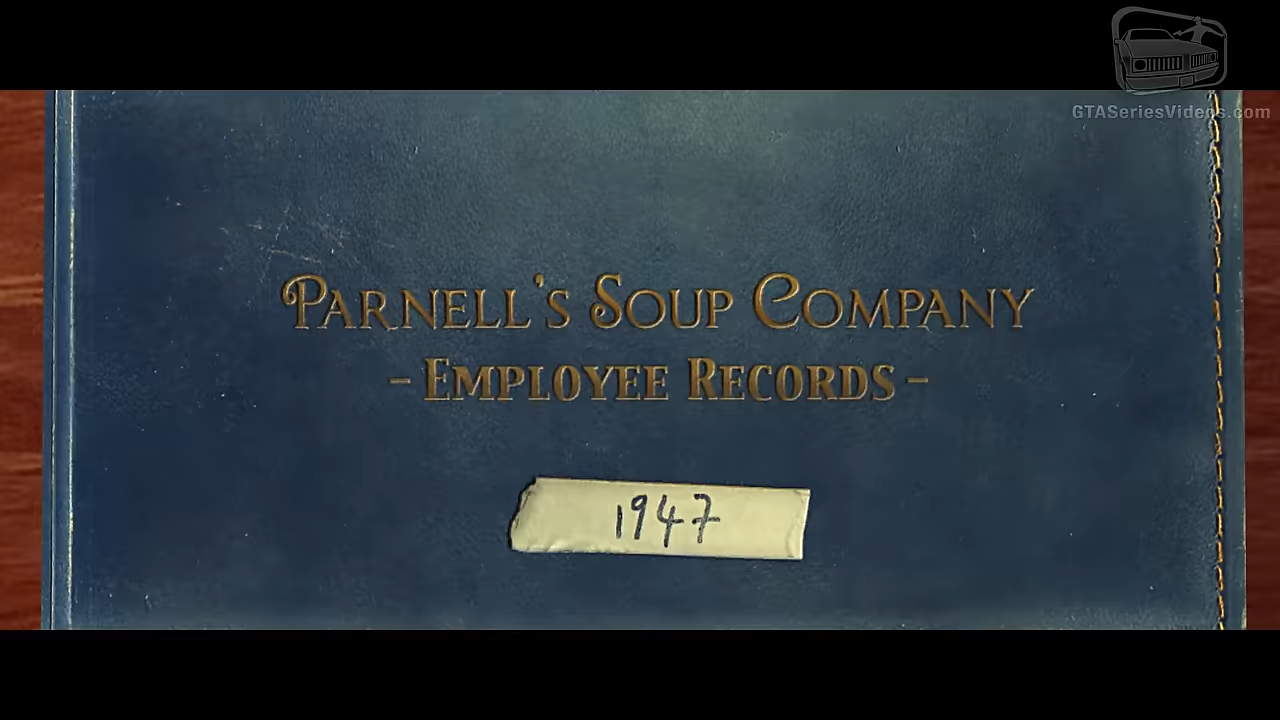 GTASeriesVideos.com
PARNELL'S SOUP COMPANY
- EMPLOYEE RECORDS -
1947